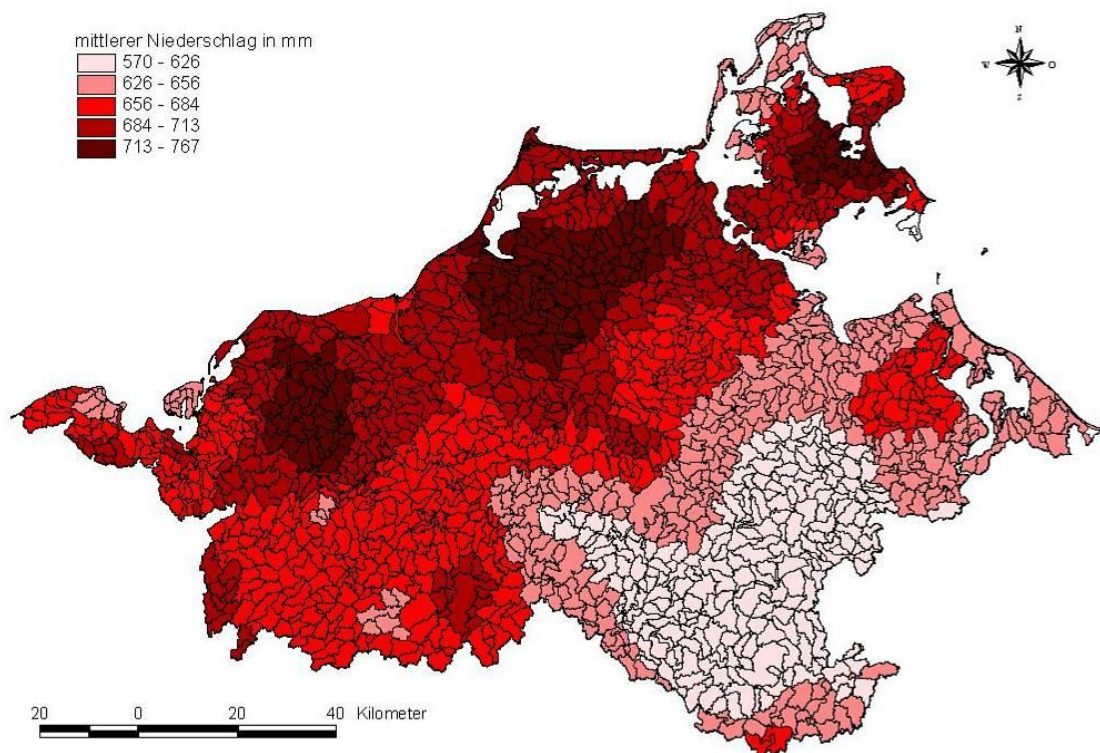 mittlerer Niederschlag in mm
570 - 626
626 - 656
656 - 684
684 - 713
713 - 767
N
W O
S
20 0 20 40 Kilometer